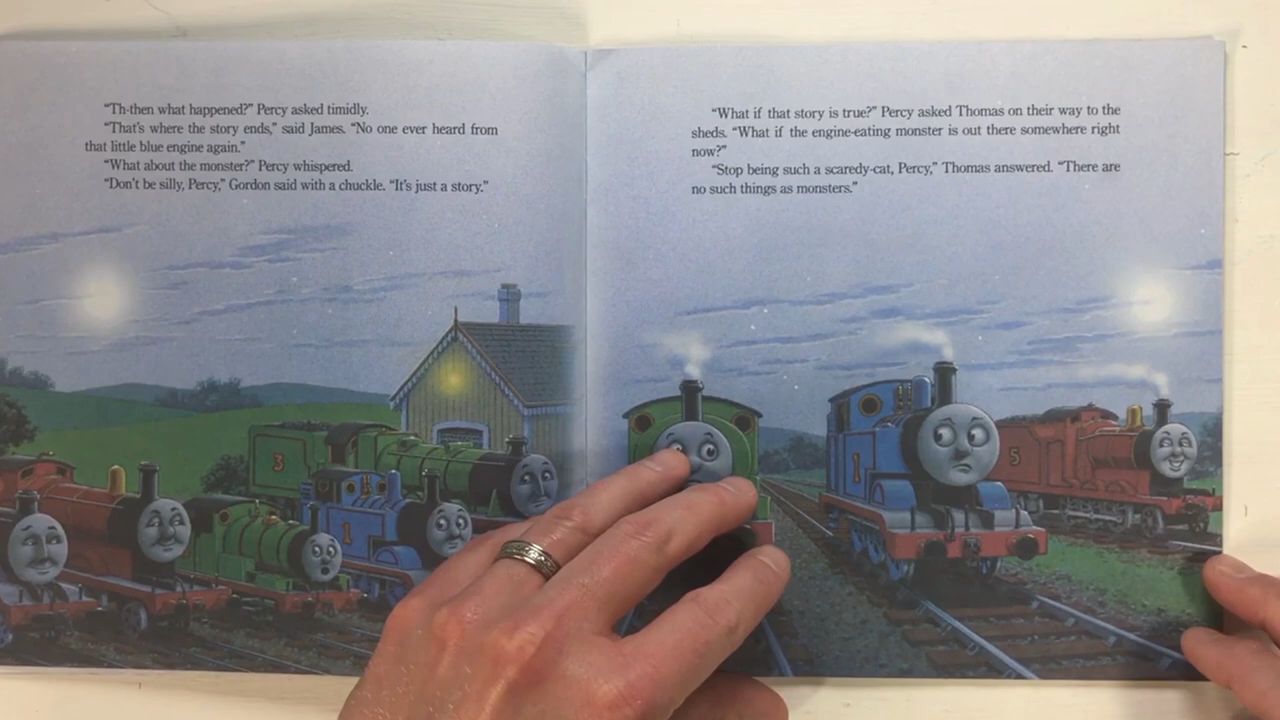 “Th-then what happened?” Percy asked timidly.
“That’s where the story ends,” said James. “No one ever heard from
that little blue engine again.”
“What about the monster?” Percy whispered.
“Don’t be silly, Percy,” Gordon said with a chuckle. “It’s just a story.”
3
1
“What if that story is true?” Percy asked Thomas on their way to the
sheds. “What if the engine-eating monster is out there somewhere right
now?”
“Stop being such a scaredy-cat, Percy,” Thomas answered. “There are
no such things as monsters.”
1
5